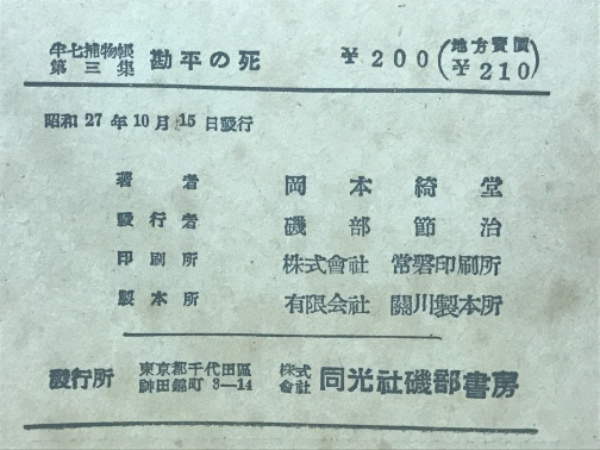 半七捕物帳 第三集 勘平の死 ¥200(地方賣價 ¥210)
昭和27年10月15日發行
著者 岡本綺堂
發行者 磯部節治
印刷所 株式會社 常磐印刷所
製本所 有限会社 關川製本所
發行所 東京都千代田區神田錦町3—14 株式會社 同光社磯部書房